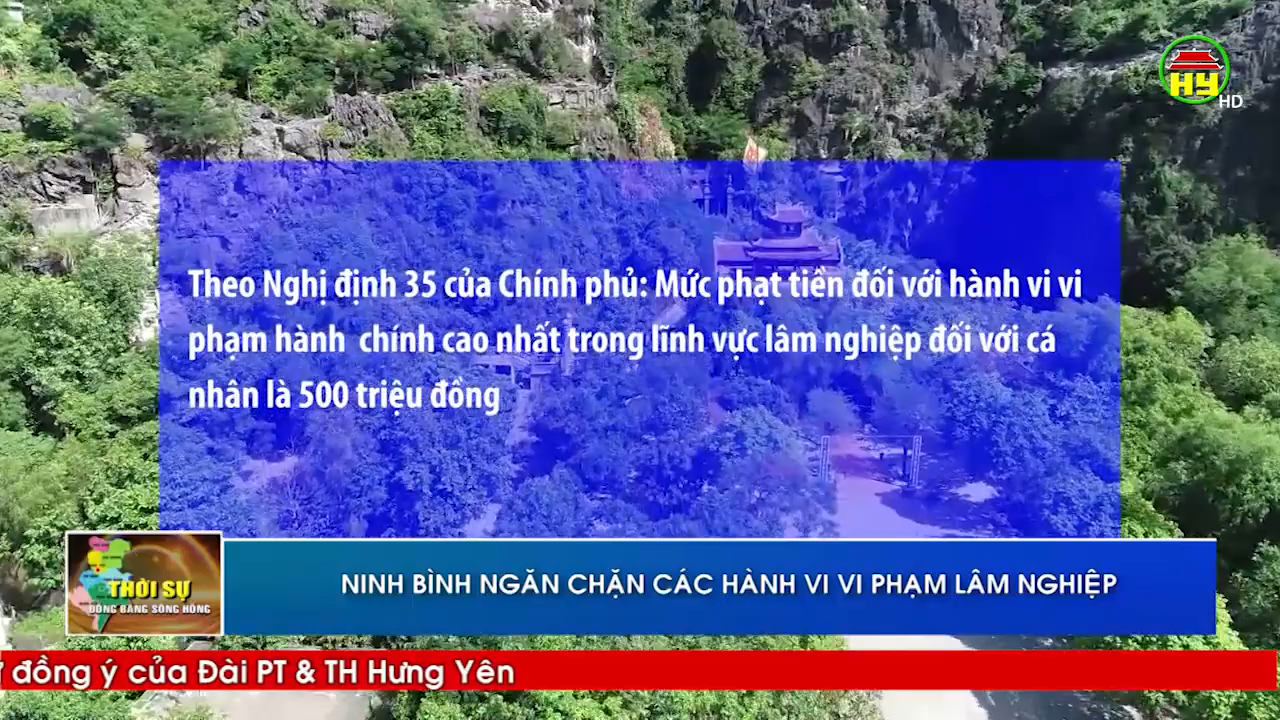 HY
HD
Theo Nghị định 35 của Chính phủ: Mức phạt tiền đối với hành vi vi
phạm hành chính cao nhất trong lĩnh vực lâm nghiệp đối với cá
nhân là 500 triệu đồng
THỜI SỰ
ĐỒNG BẰNG SÔNG HỒNG
NINH BÌNH NGĂN CHẶN CÁC HÀNH VI VI PHẠM LÂM NGHIỆP
đồng ý của Đài PT & TH Hưng Yên